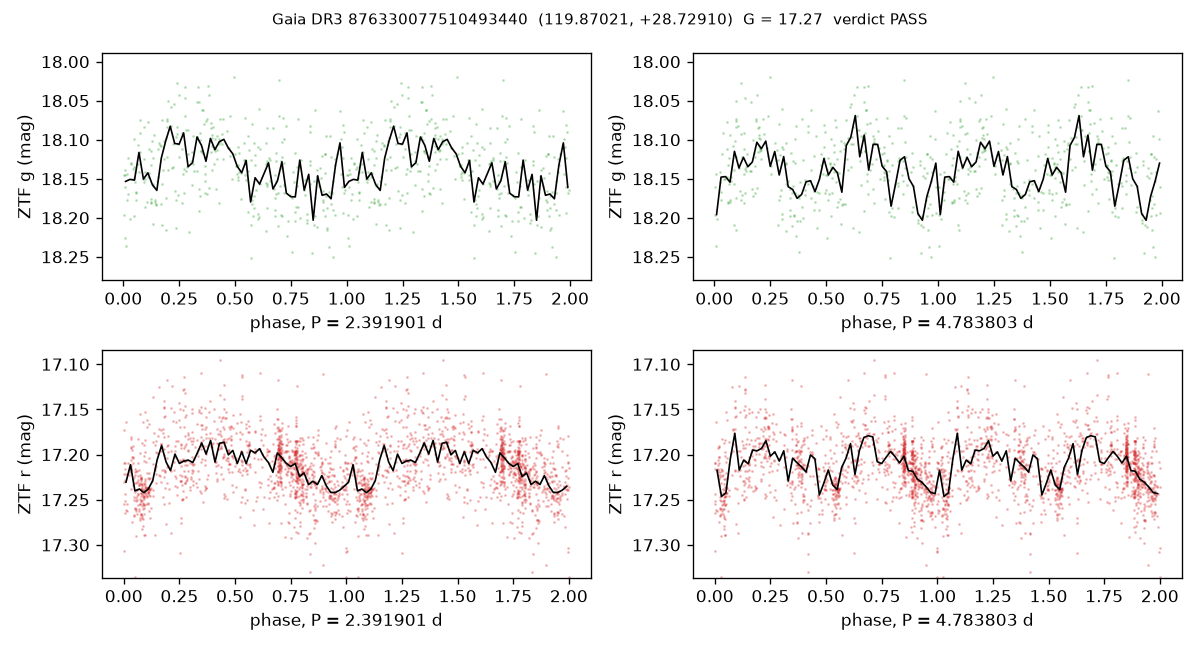 Gaia DR3 876330077510493440 (119.87021, +28.72910) G = 17.27 verdict PASS
ZTF g (mag)
18.00
18.05
18.10
18.15
18.20
18.25
0.00 0.25 0.50 0.75 1.00 1.25 1.50 1.75 2.00
phase, P = 2.391901 d
ZTF g (mag)
18.00
18.05
18.10
18.15
18.20
18.25
0.00 0.25 0.50 0.75 1.00 1.25 1.50 1.75 2.00
phase, P = 4.783803 d
ZTF r (mag)
17.10
17.15
17.20
17.25
17.30
0.00 0.25 0.50 0.75 1.00 1.25 1.50 1.75 2.00
phase, P = 2.391901 d
ZTF r (mag)
17.10
17.15
17.20
17.25
17.30
0.00 0.25 0.50 0.75 1.00 1.25 1.50 1.75 2.00
phase, P = 4.783803 d